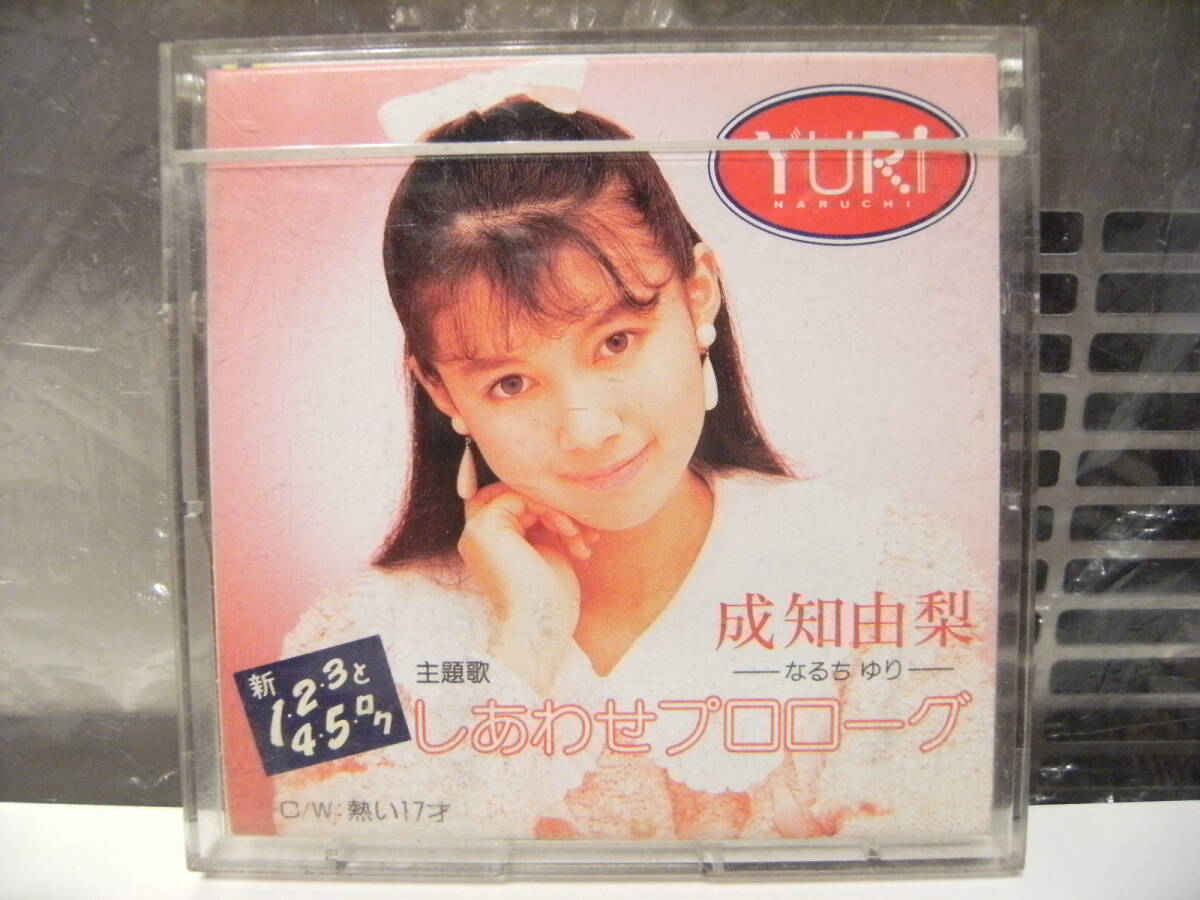 YURI
NARUCHI
成知由梨
なるち ゆり
新
1·2·3と
4·5·ロク
主題歌
しあわせプロローグ
C/W: 熱い17才